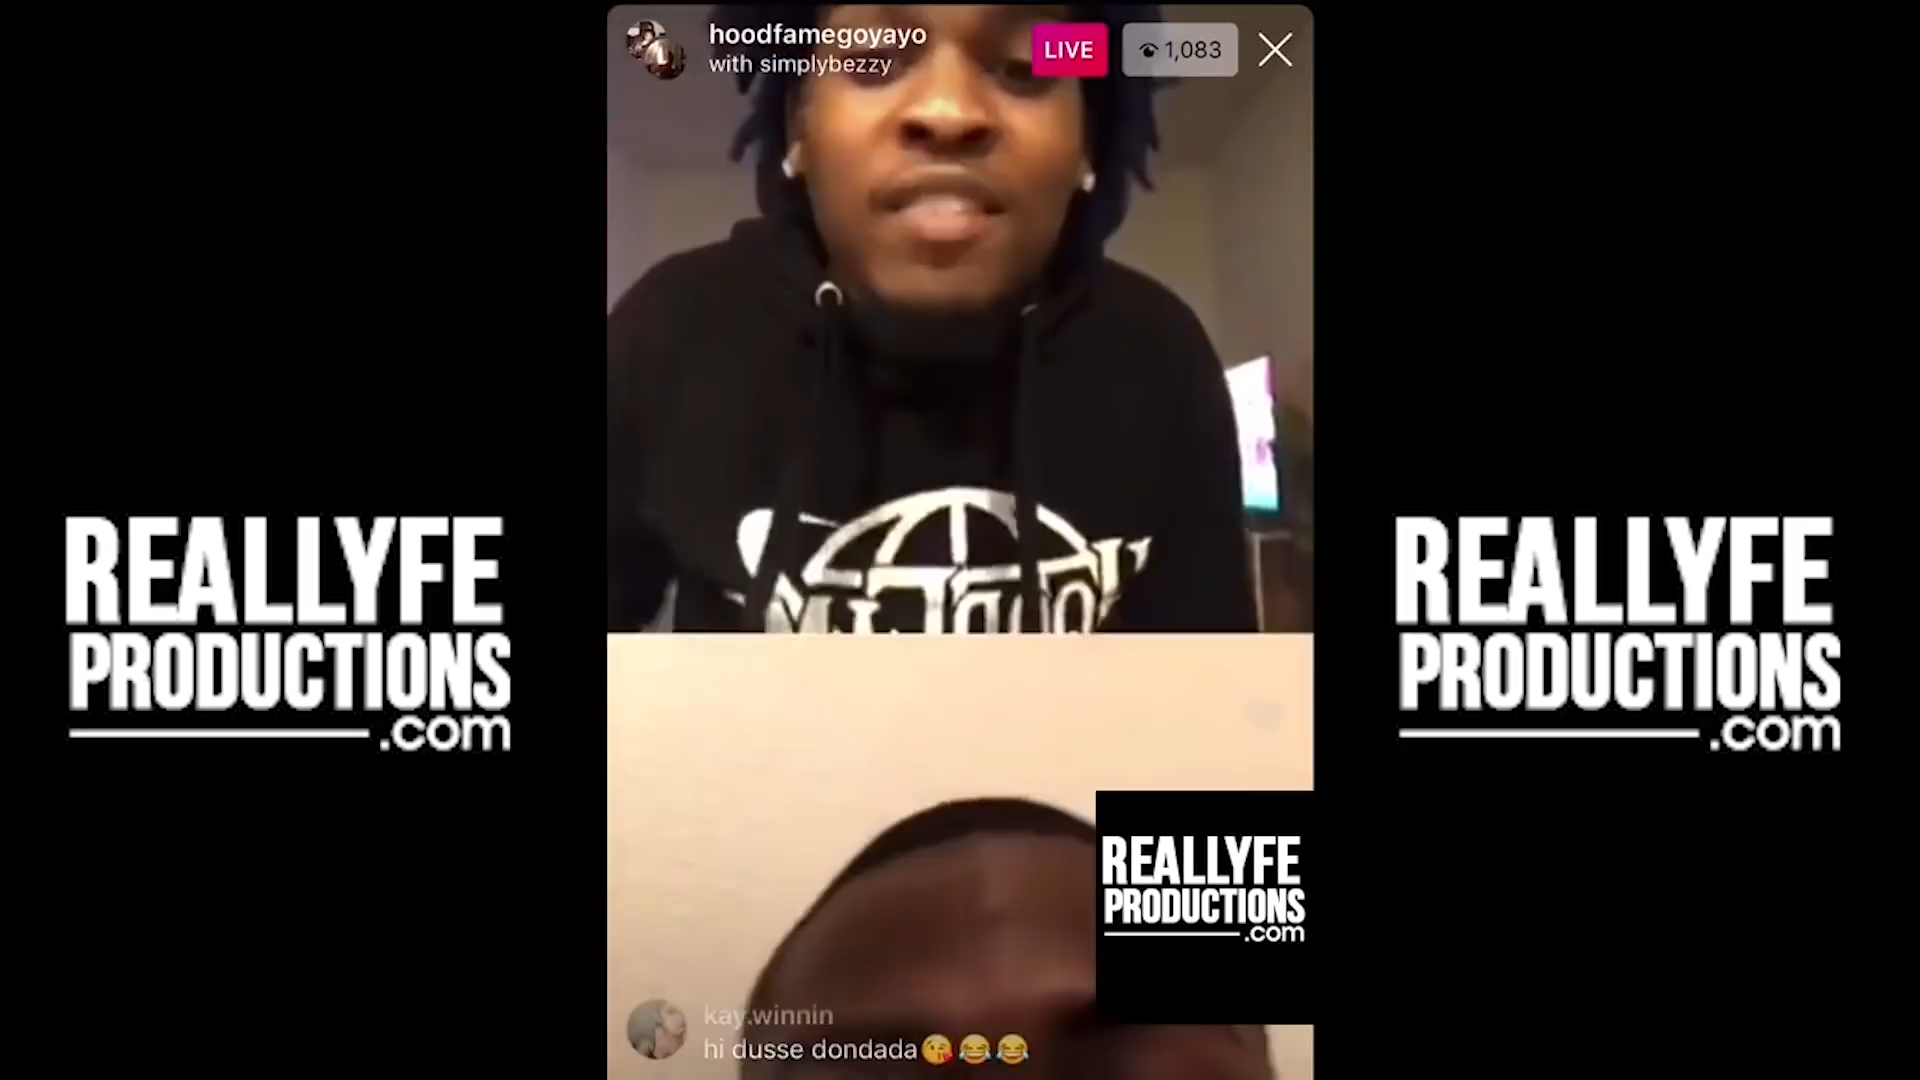 hoodfamegoyayo
with simplybezzy
LIVE
1,083
REALLYFE
PRODUCTIONS
.com
REALLYFE
PRODUCTIONS
.com
REALLYFE
PRODUCTIONS
.com
kay.winnin
hi dusse dondada😘😂😂